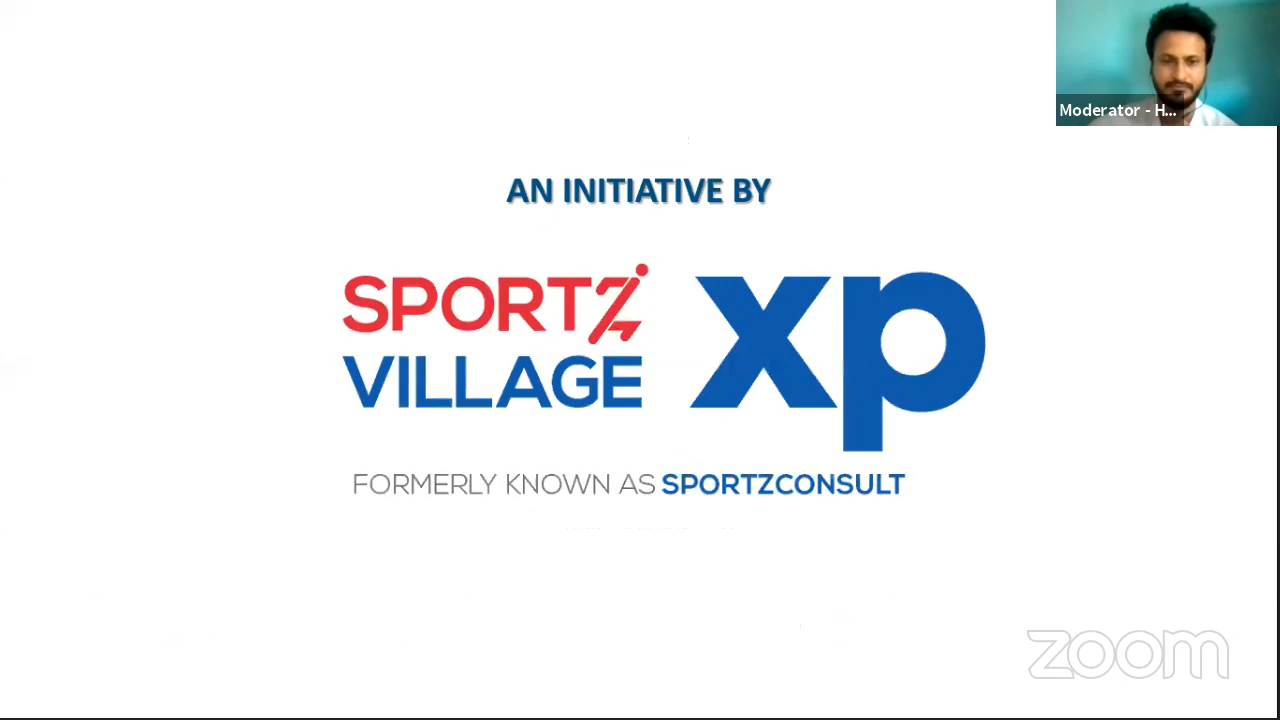 Moderator - H...
AN INITIATIVE BY
SPORTZ
VILLAGE
xp
FORMERLY KNOWN AS SPORTZCONSULT
zoom